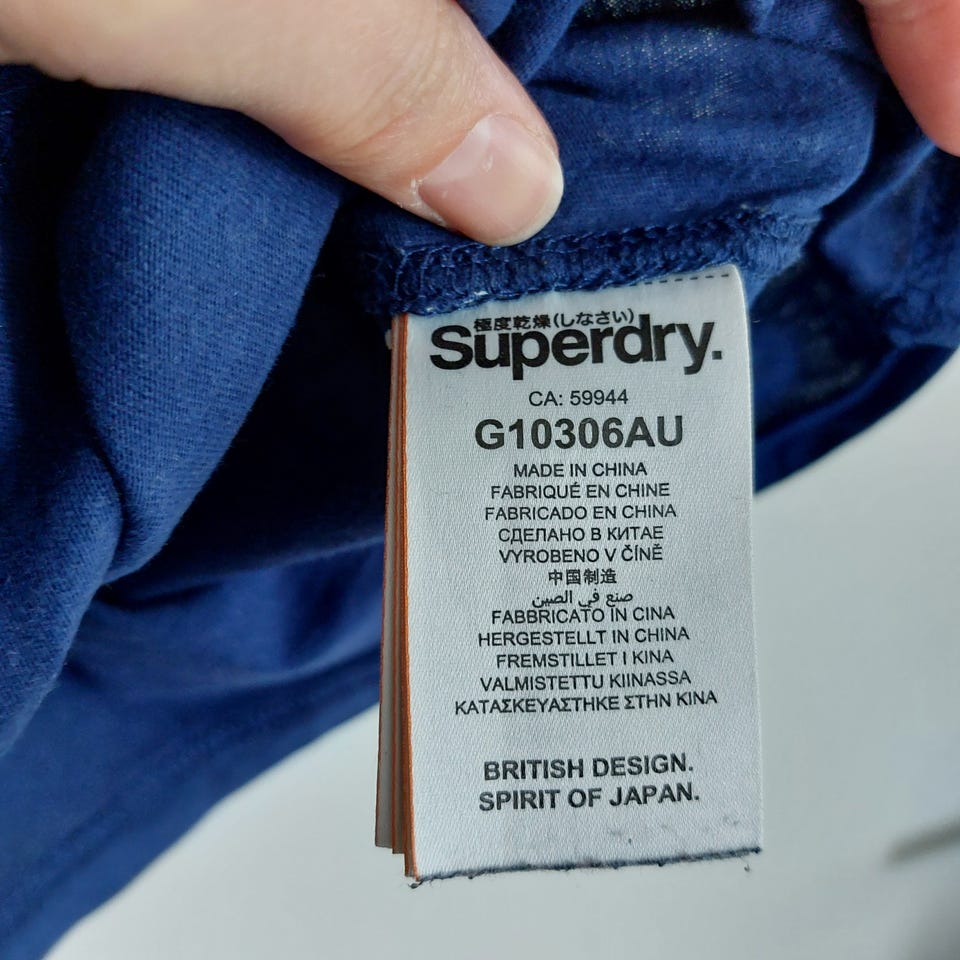 極度乾燥(しなさい)
Superdry.
CA: 59944
G10306AU
MADE IN CHINA
FABRIQUÉ EN CHINE
FABRICADO EN CHINA
СДЕЛАНО В КИТАЕ
VYROBENO V ČÍNĚ
中国制造
صنع في الصين
FABBRICATO IN CINA
HERGESTELLT IN CHINA
FREMSTILLET I KINA
VALMISTETTU KIINASSA
ΚΑΤΑΣΚΕΥΑΣΤΗΚΕ ΣΤΗΝ ΚΙΝΑ
BRITISH DESIGN.
SPIRIT OF JAPAN.